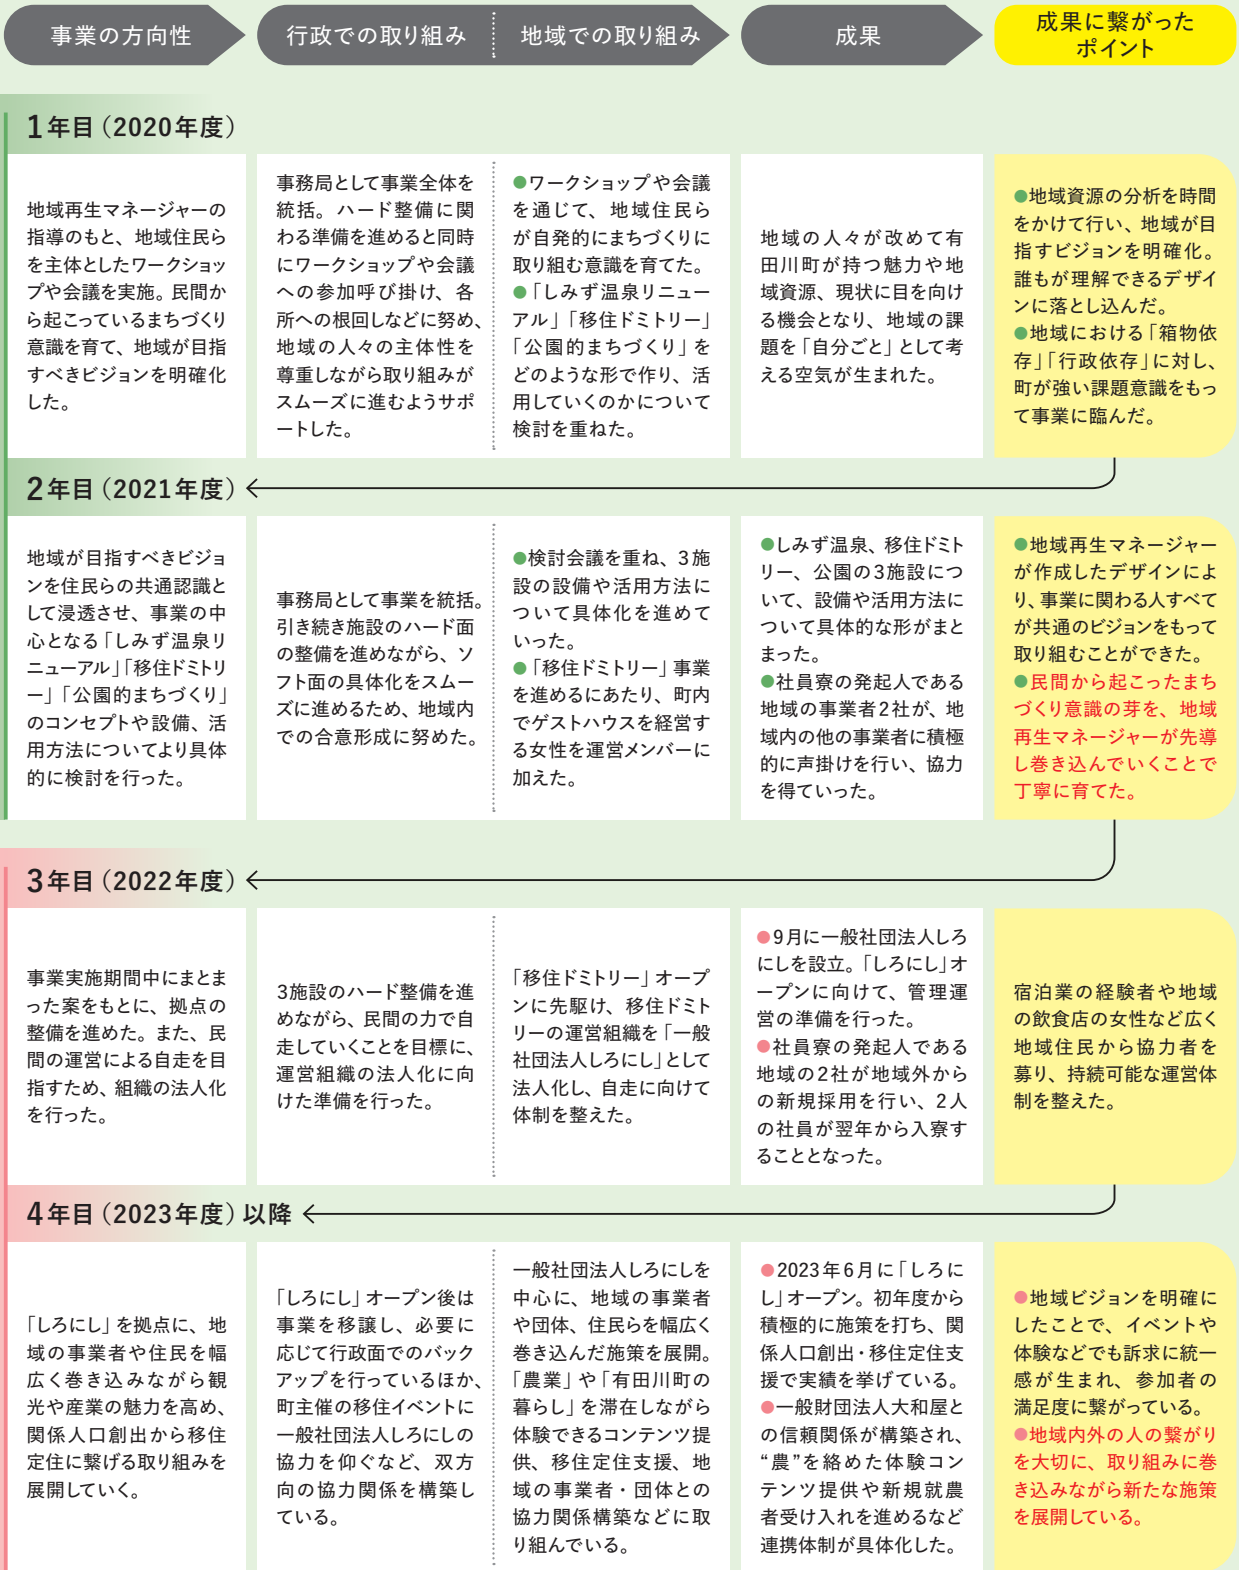 事業の方向性
行政での取り組み
地域での取り組み
成果
成果に繋がった
ポイント
1年目（2020年度）
地域再生マネージャーの
指導のもと、地域住民ら
を主体としたワークショッ
プや会議を実施。民間か
ら起こっているまちづくり
意識を育て、地域が目指
すべきビジョンを明確化
した。
事務局として事業全体を
統括。ハード整備に関
わる準備を進めると同時
にワークショップや会議
への参加呼び掛け、各
所への根回しなどに努め、
地域の人々の主体性を
尊重しながら取り組みが
スムーズに進むようサポ
ートした。
●ワークショップや会議
を通じて、地域住民ら
が自発的にまちづくりに
取り組む意識を育てた。
●「しみず温泉リニュー
アル」「移住ドミトリー」
「公園的まちづくり」を
どのような形で作り、活
用していくのかについて
検討を重ねた。
地域の人々が改めて有
田川町が持つ魅力や地
域資源、現状に目を向け
る機会となり、地域の課
題を「自分ごと」として考
える空気が生まれた。
●地域資源の分析を時間
をかけて行い、地域が目
指すビジョンを明確化。
誰もが理解できるデザイ
ンに落とし込んだ。
●地域における「箱物依
存」「行政依存」に対し、
町が強い課題意識をもっ
て事業に臨んだ。
2年目（2021年度）
地域が目指すべきビジョ
ンを住民らの共通認識と
して浸透させ、事業の中
心となる「しみず温泉リ
ニューアル」「移住ドミトリ
ー」「公園的まちづくり」
のコンセプトや設備、活
用方法についてより具体
的に検討を行った。
事務局として事業を統括。
引き続き施設のハード面
の整備を進めながら、ソ
フト面の具体化をスムー
ズに進めるため、地域内
での合意形成に努めた。
●検討会議を重ね、3施
設の設備や活用方法に
ついて具体化を進めて
いった。
●「移住ドミトリー」事業
を進めるにあたり、町内
でゲストハウスを経営す
る女性を運営メンバーに
加えた。
●しみず温泉、移住ドミト
リー、公園の3施設につ
いて、設備や活用方法に
ついて具体的な形がまと
まった。
●社員寮の発起人である
地域の事業者2社が、地
域内の他の事業者に積極
的に声掛けを行い、協力
を得ていった。
●地域再生マネージャー
が作成したデザインによ
り、事業に関わる人すべて
が共通のビジョンをもって
取り組むことができた。
●民間から起こったまち
づくり意識の芽を、地域
再生マネージャーが先導
し巻き込んでいくことで
丁寧に育てた。
3年目（2022年度）
事業実施期間中にまとま
った案をもとに、拠点の
整備を進めた。また、民
間の運営による自走を目
指すため、組織の法人化
を行った。
3施設のハード整備を進
めながら、民間の力で自
走していくことを目標に、
運営組織の法人化に向
けた準備を行った。
「移住ドミトリー」オープ
ンに先駆け、移住ドミト
リーの運営組織を「一般
社団法人しろにし」として
法人化し、自走に向けて
体制を整えた。
●9月に一般社団法人しろ
にしを設立。「しろにし」オ
ープンに向けて、管理運
営の準備を行った。
●社員寮の発起人である
地域の2社が地域外から
の新規採用を行い、2人
の社員が翌年から入寮す
ることとなった。
宿泊業の経験者や地域
の飲食店の女性など広く
地域住民から協力者を
募り、持続可能な運営体
制を整えた。
4年目（2023年度）以降
「しろにし」を拠点に、地
域の事業者や住民を幅
広く巻き込みながら観
光や産業の魅力を高め、
関係人口創出から移住
定住に繋げる取り組みを
展開していく。
「しろにし」オープン後は
事業を移譲し、必要に
応じて行政面でのバック
アップを行っているほか、
町主催の移住イベントに
一般社団法人しろにしの
協力を仰ぐなど、双方
向の協力関係を構築し
ている。
一般社団法人しろにしを
中心に、地域の事業者
や団体、住民らを幅広く
巻き込んだ施策を展開。
「農業」や「有田川町の
暮らし」を滞在しながら
体験できるコンテンツ提
供、移住定住支援、地
域の事業者・団体との
協力関係構築などに取
り組んでいる。
●2023年6月に「しろに
し」オープン。初年度から
積極的に施策を打ち、関
係人口創出・移住定住支
援で実績を挙げている。
●一般財団法人大和屋と
の信頼関係が構築され、
“農”を絡めた体験コン
テンツ提供や新規就農
者受け入れを進めるなど
連携体制が具体化した。
●地域ビジョンを明確に
したことで、イベントや
体験などでも訴求に統一
感が生まれ、参加者の
満足度に繋がっている。
●地域内外の人の繋がり
を大切に、取り組みに巻
き込みながら新たな施策
を展開している。